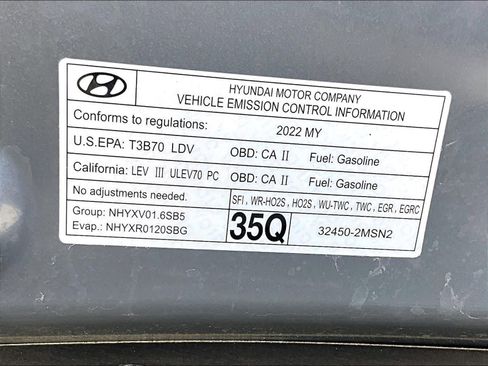 HYUNDAI MOTOR COMPANY
VEHICLE EMISSION CONTROL INFORMATION
Conforms to regulations: 2022 MY
U.S.EPA: T3B70 LDV OBD: CA II Fuel: Gasoline
California: LEV III ULEV70 PC OBD: CA II Fuel: Gasoline
No adjustments needed. SFI, WR-HO2S, HO2S, WU-TWC, TWC, EGR, EGRC
Group: NHYXV01.6SB5
Evap.: NHYXR0120SBG
35Q
32450-2MSN2